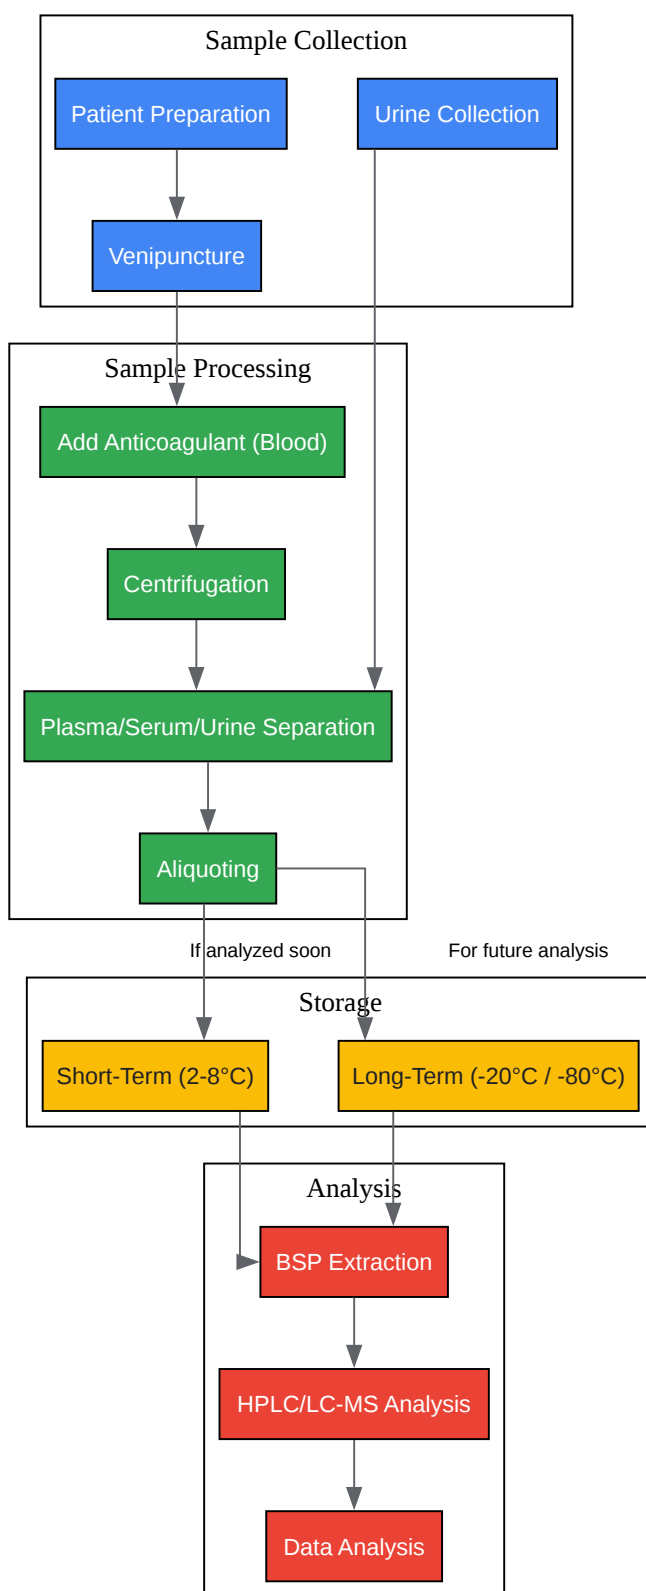 Sample Collection
Patient Preparation
Urine Collection
Venipuncture
Sample Processing
Add Anticoagulant (Blood)
Centrifugation
Plasma/Serum/Urine Separation
Aliquoting
If analyzed soon
For future analysis
Storage
Short-Term (2-8°C)
Long-Term (-20°C / -80°C)
Analysis
BSP Extraction
HPLC/LC-MS Analysis
Data Analysis